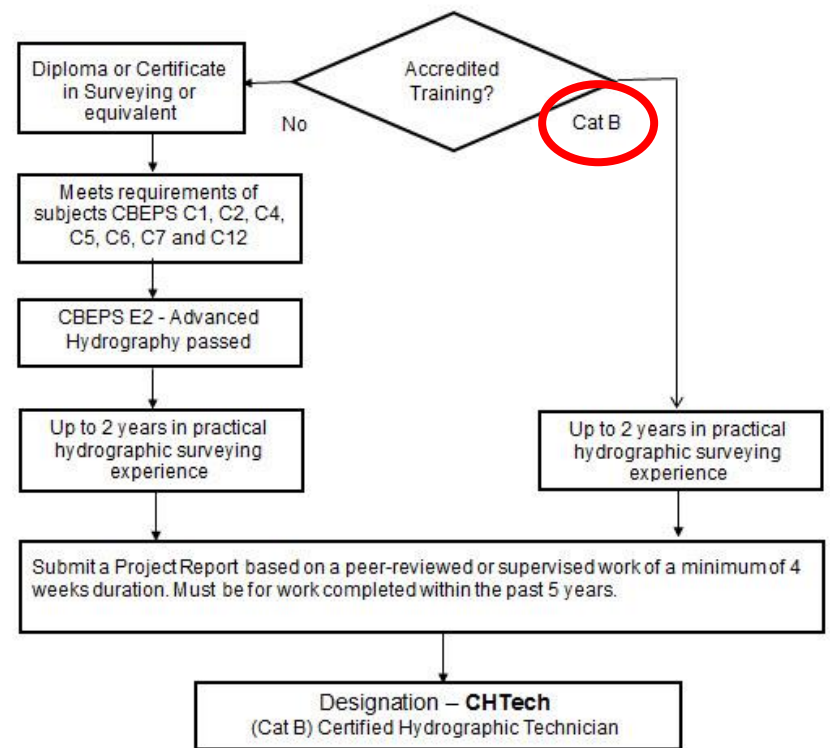 Accredited
Training?
Diploma or Certificate
in Surveying or
equivalent
No
Cat B
Meets requirements of
subjects CBEPS C1, C2, C4,
C5, C6, C7 and C12
CBEPS E2 - Advanced
Hydrography passed
Up to 2 years in practical
hydrographic surveying
experience
Up to 2 years in practical
hydrographic surveying
experience
Submit a Project Report based on a peer-reviewed or supervised work of a minimum of 4
weeks duration. Must be for work completed within the past 5 years.
Designation – CHTech
(Cat B) Certified Hydrographic Technician